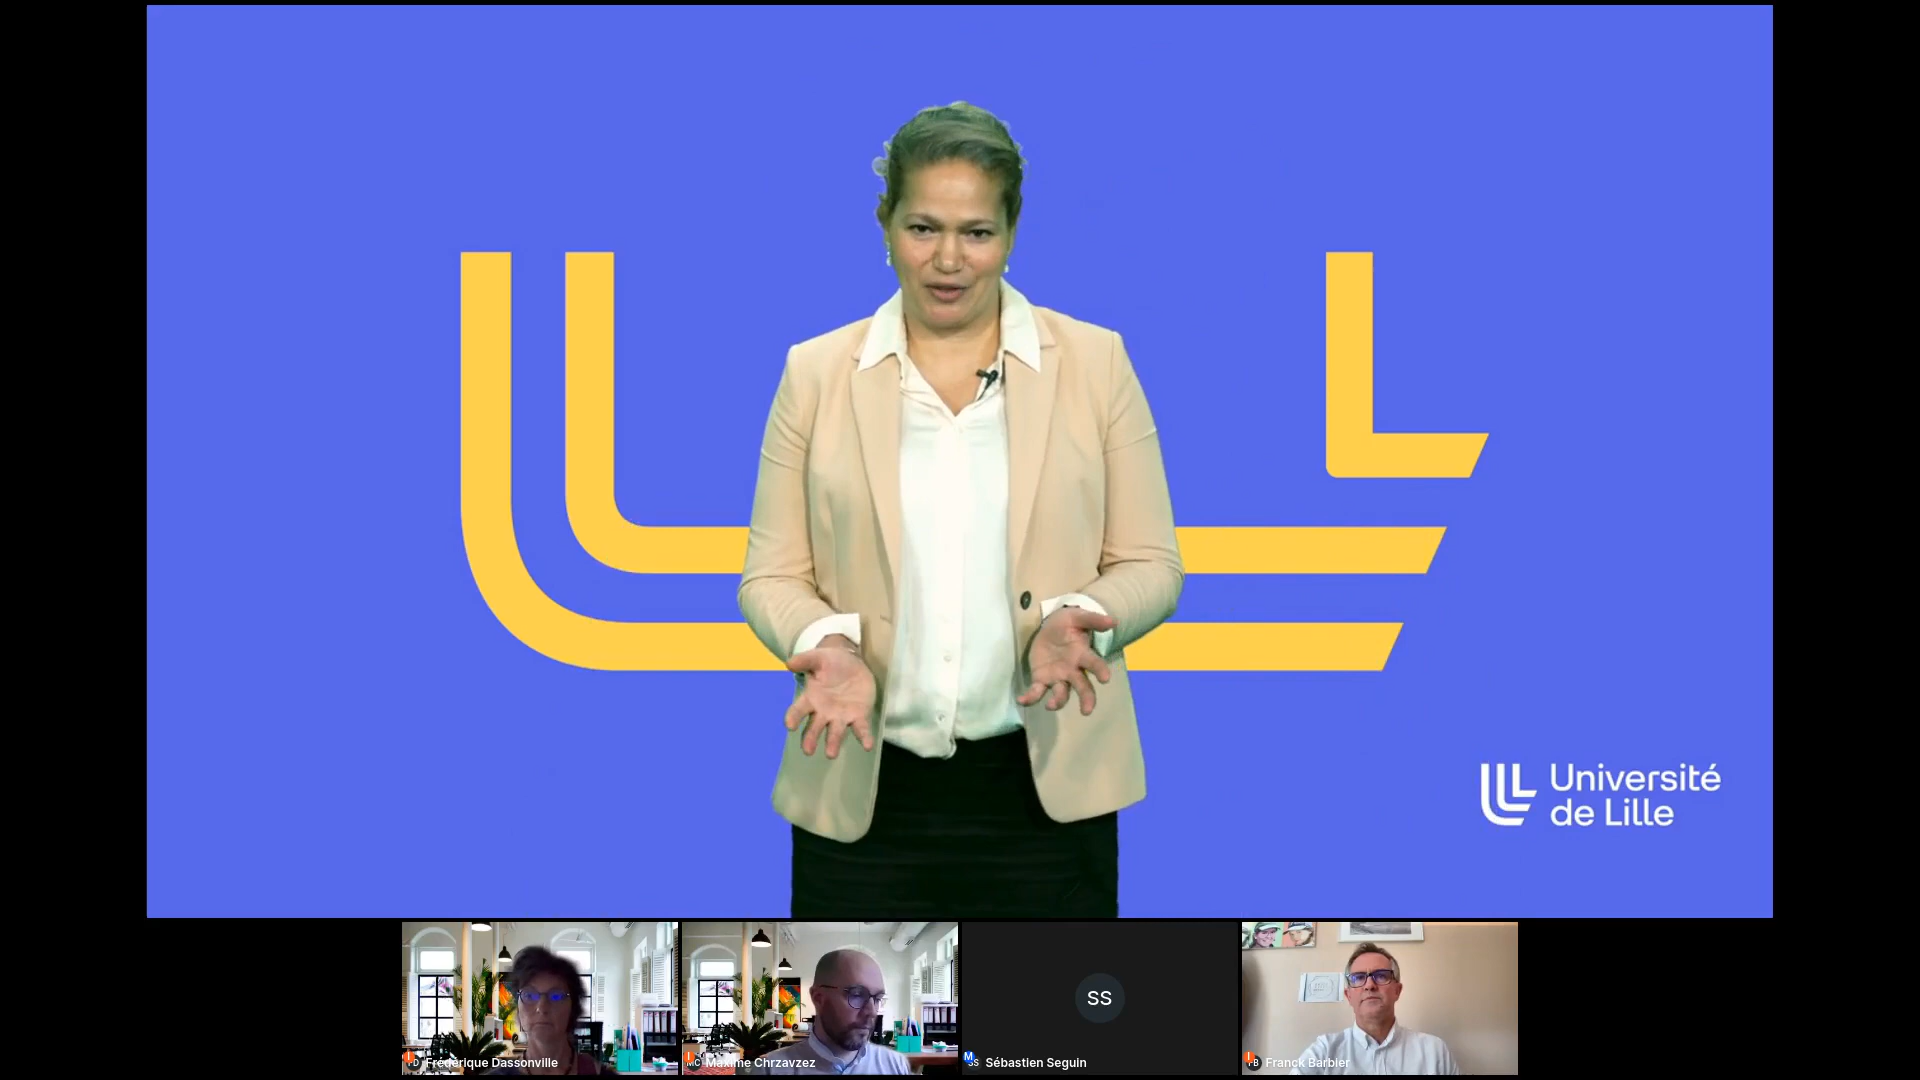 Université
de Lille
Frédérique Dassonville
Maxime Chrzavzez
SS
Sébastien Seguin
Franck Barbier